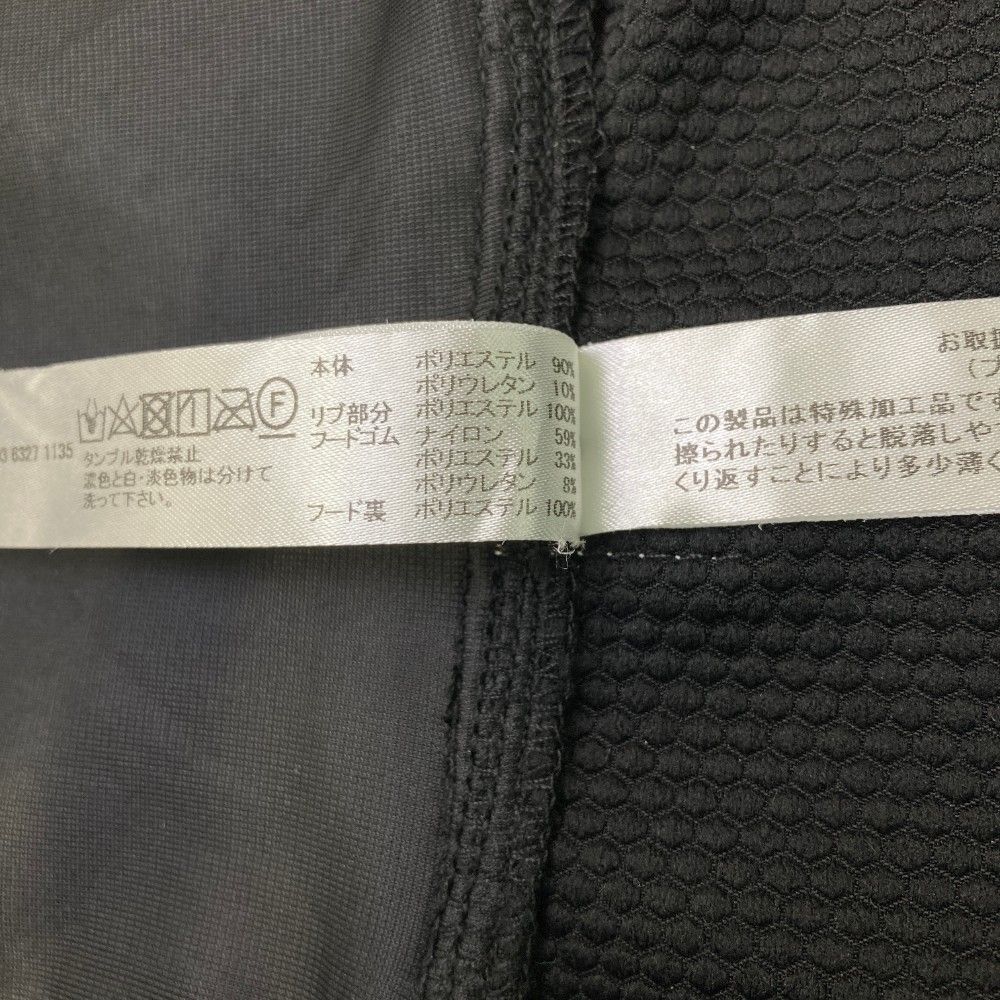 本体 ポリエステル 90%
ポリウレタン 10%
リブ部分 ポリエステル 100%
フードゴム ナイロン 59%
ポリエステル 33%
ポリウレタン 8%
フード裏 ポリエステル 100%
F
3 6327 1135
タンブル乾燥禁止
濃色と白・淡色物は分けて
洗って下さい。
お取扱
(プ
この製品は特殊加工品です
擦られたりすると脱落しや
くり返すことにより多少薄く